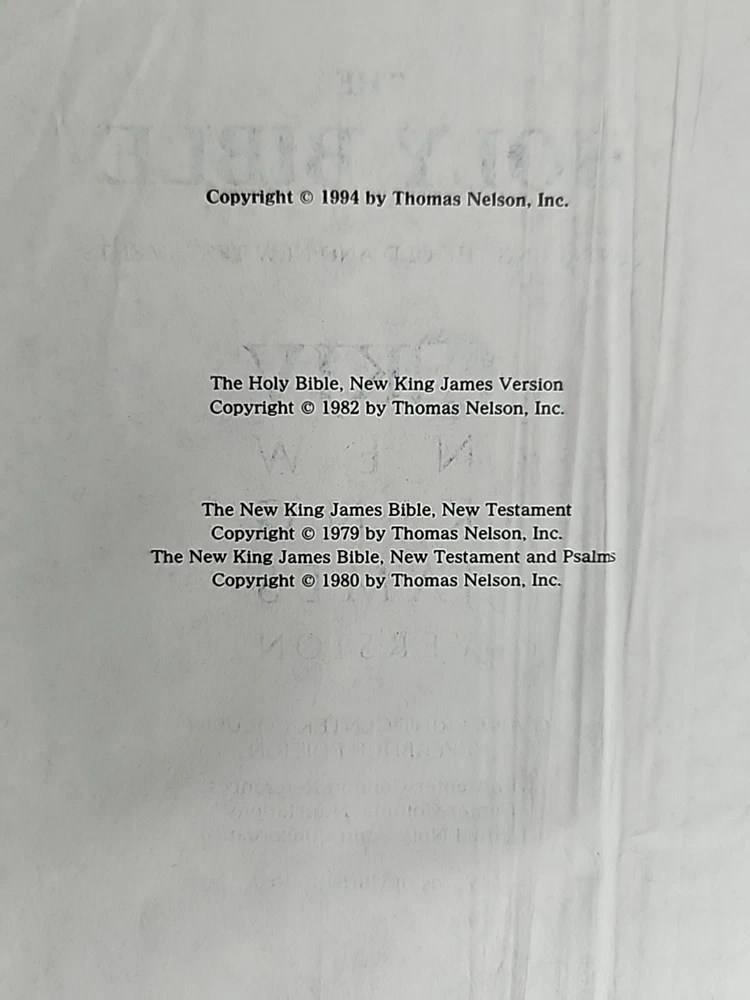 Copyright © 1994 by Thomas Nelson, Inc.
The Holy Bible, New King James Version
Copyright © 1982 by Thomas Nelson, Inc.
The New King James Bible, New Testament
Copyright © 1979 by Thomas Nelson, Inc.
The New King James Bible, New Testament and Psalms
Copyright © 1980 by Thomas Nelson, Inc.